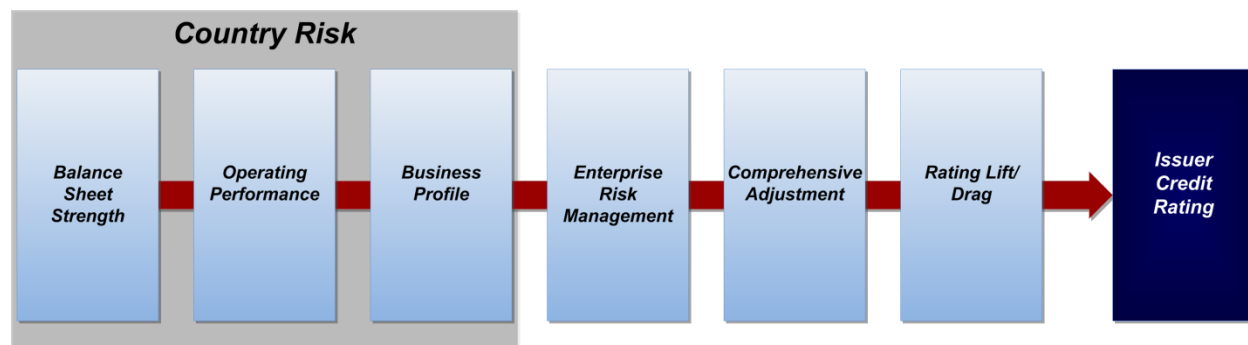 Country Risk
Balance
Sheet
Strength
Operating
Performance
Business
Profile
Enterprise
Risk
Management
Comprehensive
Adjustment
Rating Lift/
Drag
Issuer
Credit
Rating